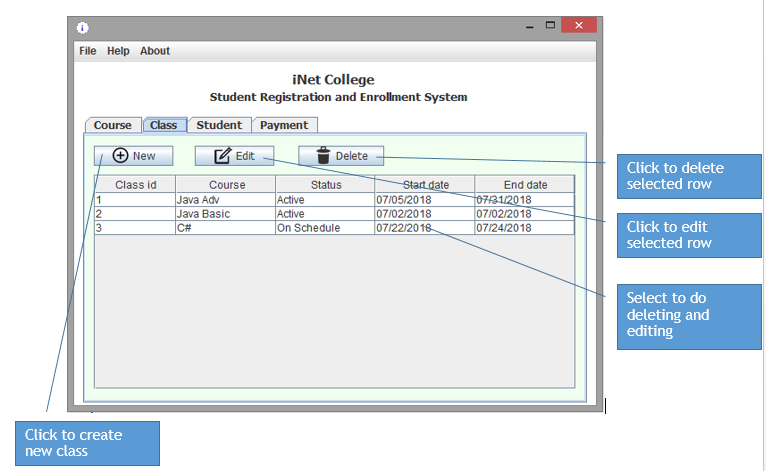 File Help About
iNet College
Student Registration and Enrollment System
Course Class Student Payment
New Edit Delete
Class id Course Status Start date End date
1 Java Adv Active 07/05/2018 07/31/2018
2 Java Basic Active 07/02/2018 07/02/2018
3 C# On Schedule 07/22/2018 07/24/2018
Click to delete
selected row
Click to edit
selected row
Select to do
deleting and
editing
Click to create
new class